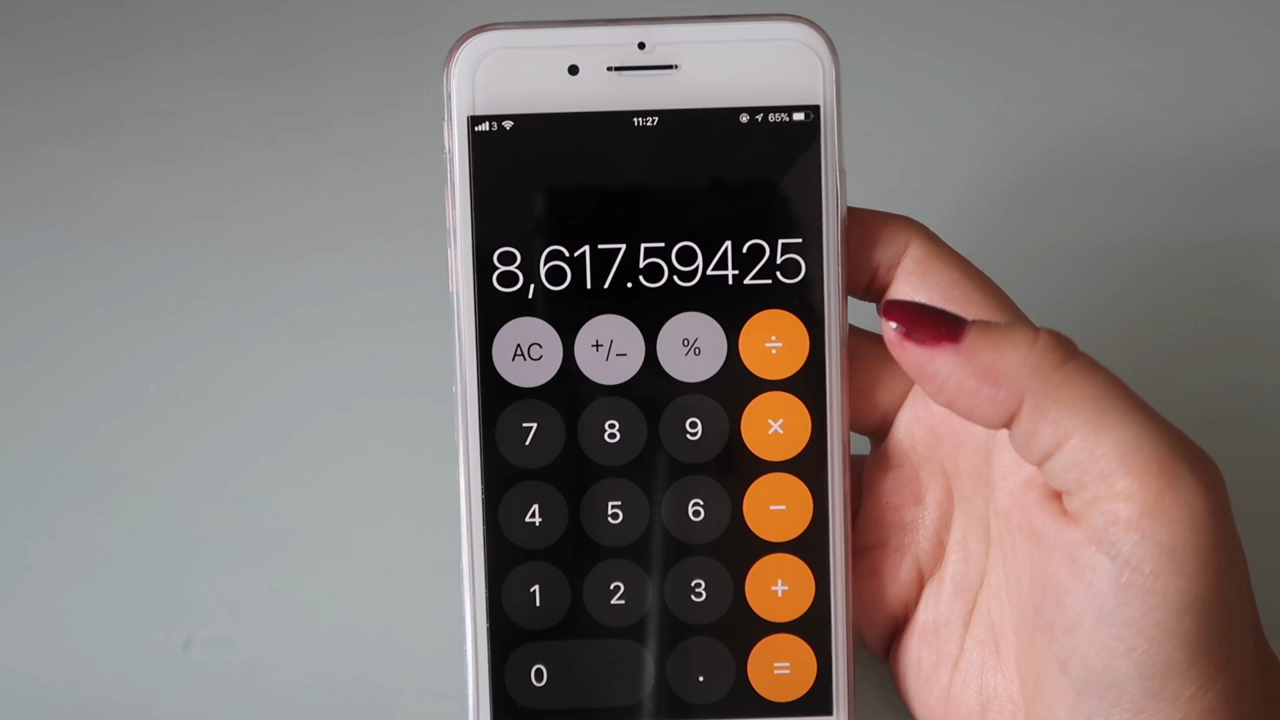 3 11:27 65%
8,617.59425
AC +/− % ÷
7 8 9 ×
4 5 6 −
1 2 3 +
0 . =